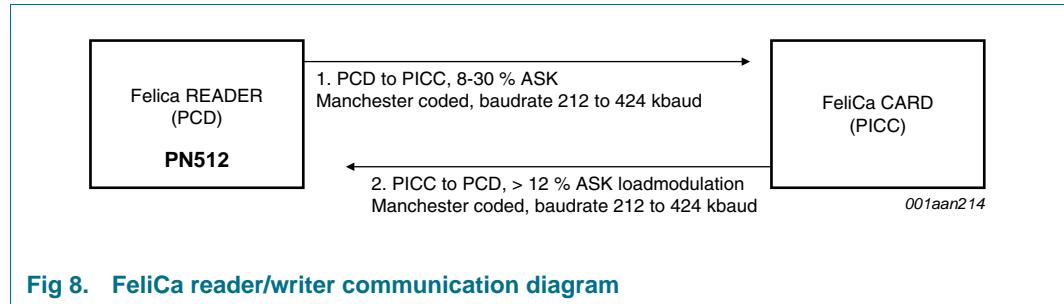 Felica READER
(PCD)
PN512
1. PCD to PICC, 8-30 % ASK
Manchester coded, baudrate 212 to 424 kbaud
2. PICC to PCD, > 12 % ASK loadmodulation
Manchester coded, baudrate 212 to 424 kbaud
FeliCa CARD
(PICC)
001aan214
Fig 8. FeliCa reader/writer communication diagram